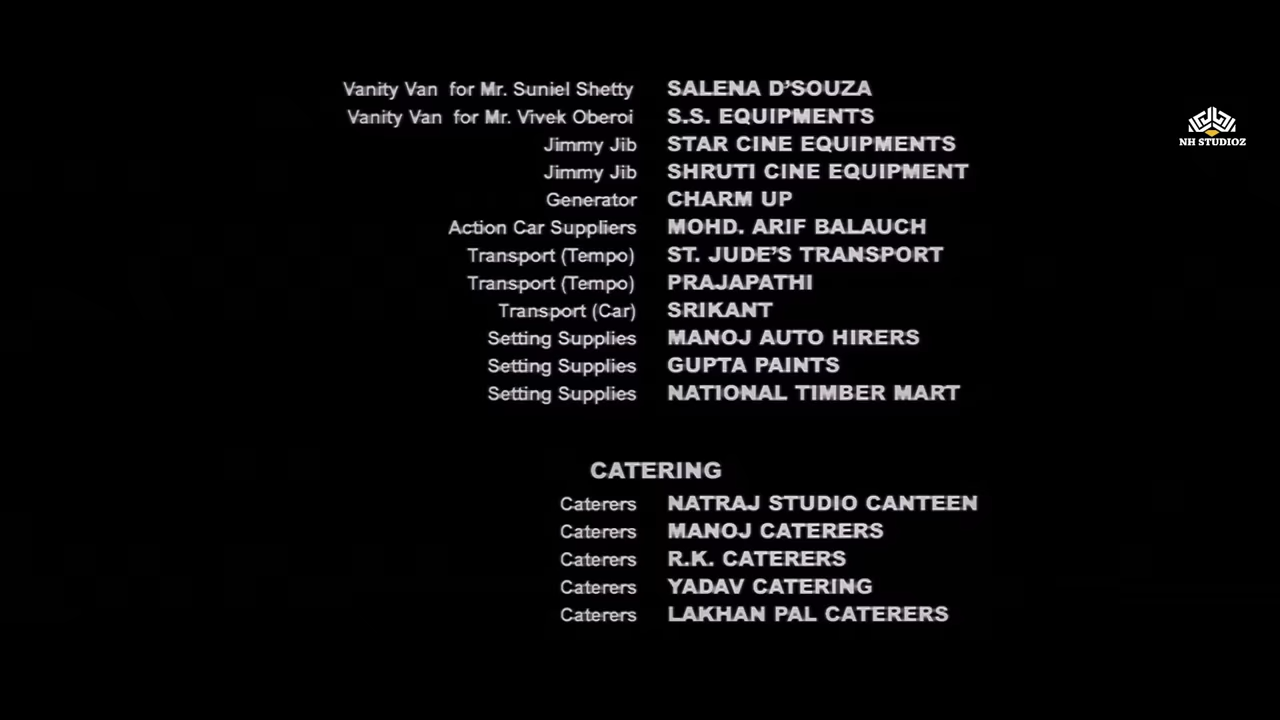 Vanity Van for Mr. Suniel Shetty SALENA D'SOUZA
Vanity Van for Mr. Vivek Oberoi S.S. EQUIPMENTS
Jimmy Jib STAR CINE EQUIPMENTS
Jimmy Jib SHRUTI CINE EQUIPMENT
Generator CHARM UP
Action Car Suppliers MOHD. ARIF BALAUCH
Transport (Tempo) ST. JUDE'S TRANSPORT
Transport (Tempo) PRAJAPATHI
Transport (Car) SRIKANT
Setting Supplies MANOJ AUTO HIRERS
Setting Supplies GUPTA PAINTS
Setting Supplies NATIONAL TIMBER MART
NH STUDIOZ
CATERING
Caterers NATRAJ STUDIO CANTEEN
Caterers MANOJ CATERERS
Caterers R.K. CATERERS
Caterers YADAV CATERING
Caterers LAKHAN PAL CATERERS